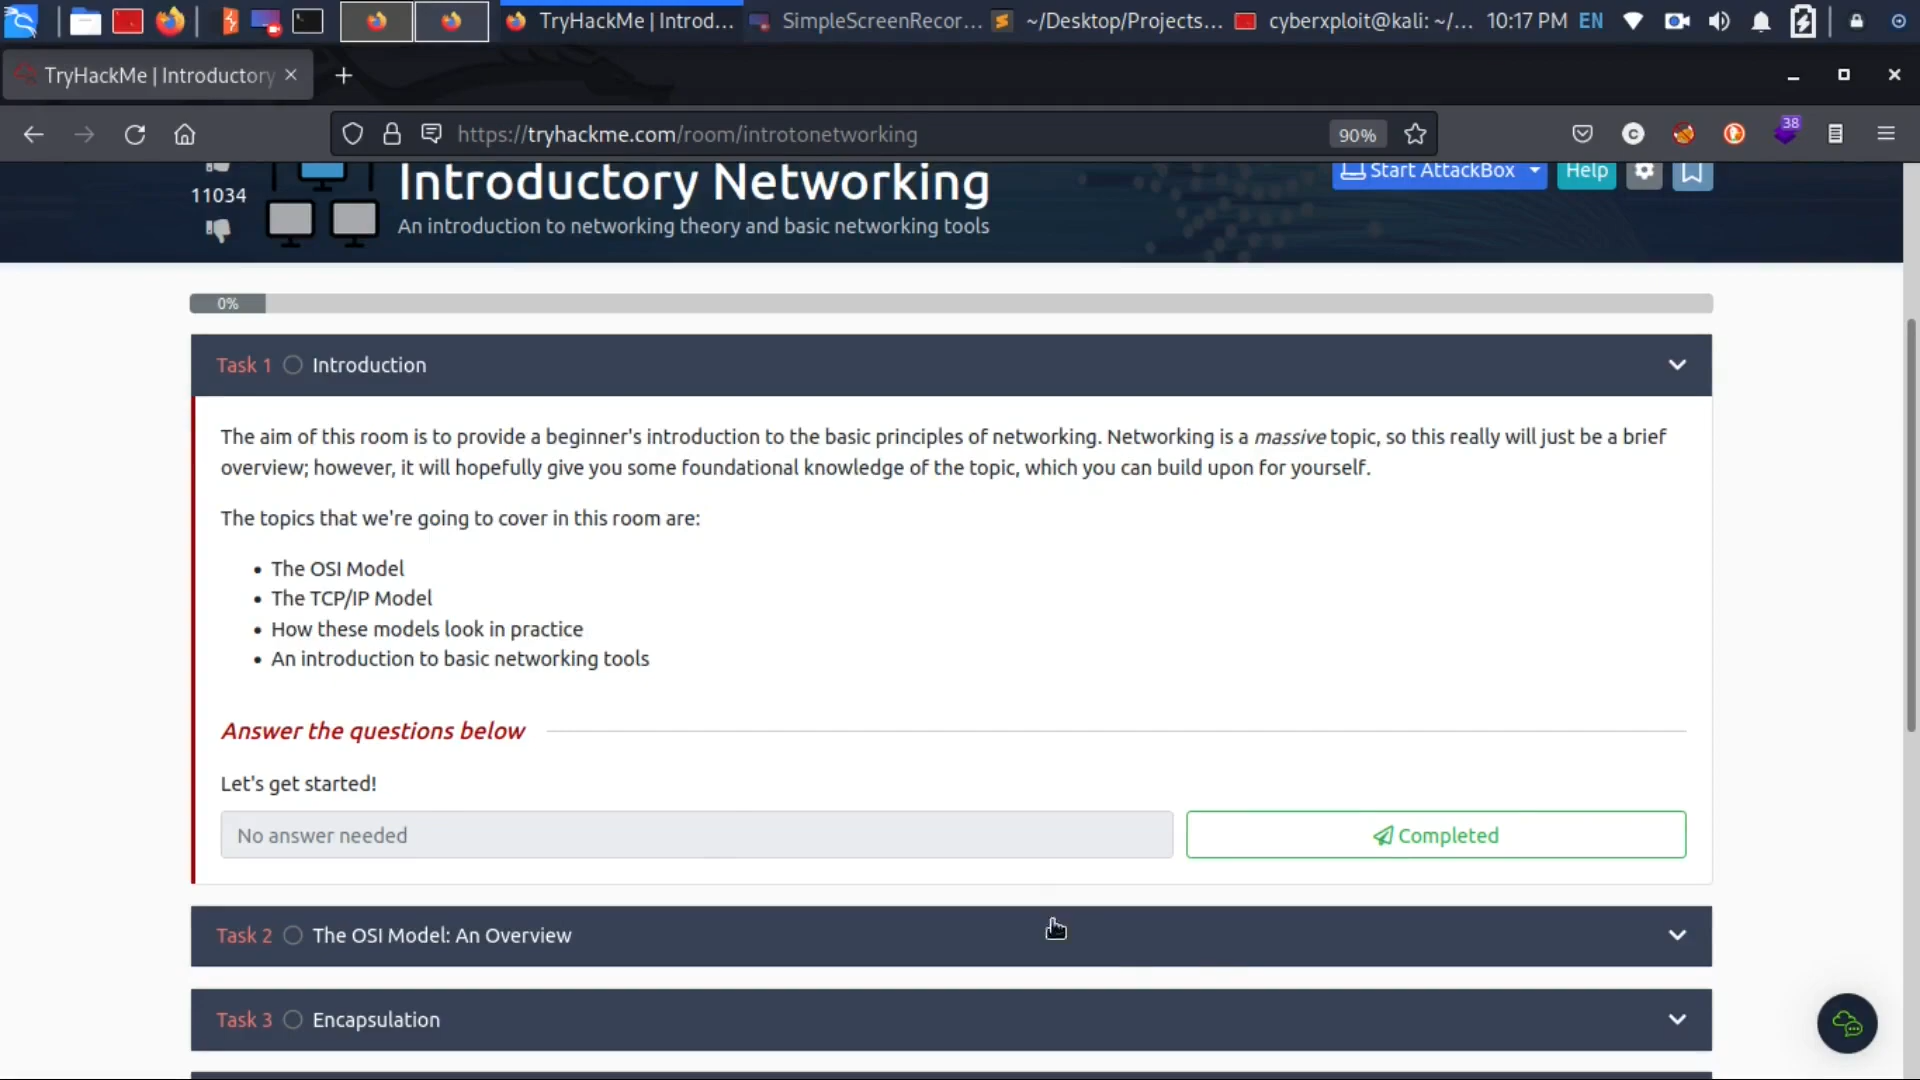 TryHackMe | Introd...
SimpleScreenRecor...
~/Desktop/Projects...
cyberxploit@kali: ~/...
10:17 PM
EN
TryHackMe | Introductory
https://tryhackme.com/room/introtonetworking
90%
38
11034
Introductory Networking
An introduction to networking theory and basic networking tools
Start AttackBox
Help
0%
Task 1 Introduction
The aim of this room is to provide a beginner's introduction to the basic principles of networking. Networking is a massive topic, so this really will just be a brief
overview; however, it will hopefully give you some foundational knowledge of the topic, which you can build upon for yourself.
The topics that we're going to cover in this room are:
• The OSI Model
• The TCP/IP Model
• How these models look in practice
• An introduction to basic networking tools
Answer the questions below
Let's get started!
No answer needed
Completed
Task 2 The OSI Model: An Overview
Task 3 Encapsulation